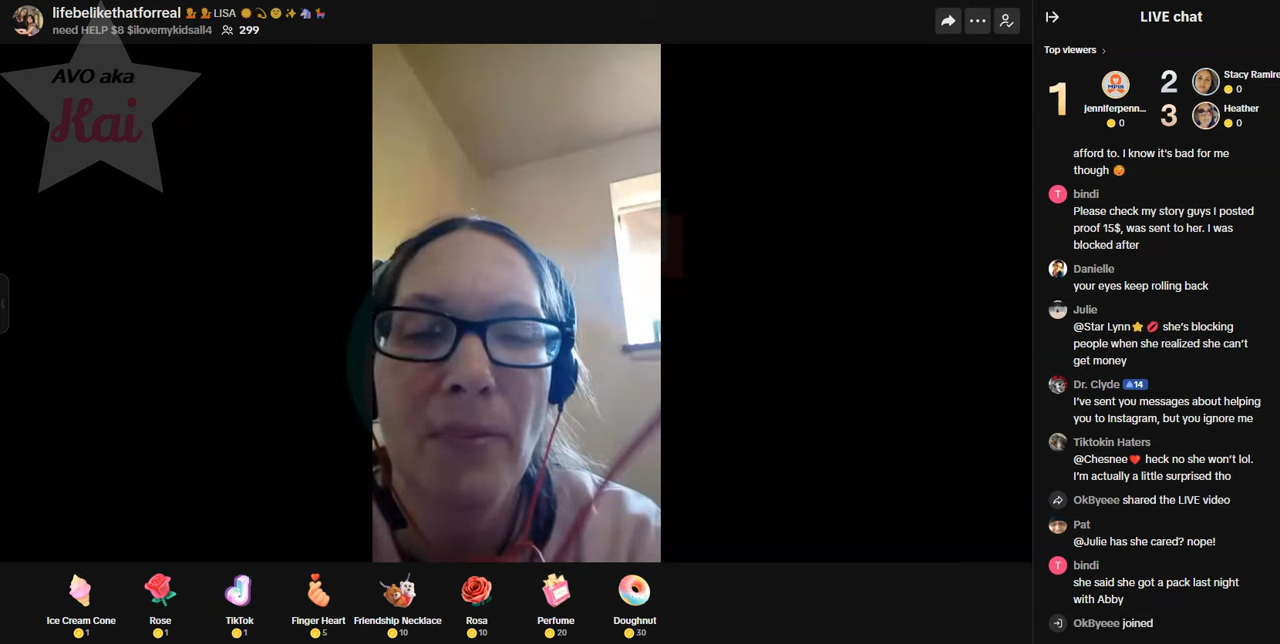 lifebelikethatforreal 💁 💁 LISA 🌞 💫 🌝 ✨ 🦄 🐕‍🦺
need HELP $8 $ilovemykidsall4 299
AVO aka
Kai
LIVE chat
Top viewers ›
1
MPM
jenniferpenn...
0
2
Stacy Ramire
0
3
Heather
0
afford to. I know it's bad for me
though
T bindi
Please check my story guys I posted
proof 15$, was sent to her. I was
blocked after
Danielle
your eyes keep rolling back
Julie
@Star Lynn⭐ 💋 she's blocking
people when she realized she can't
get money
Dr. Clyde 14
I've sent you messages about helping
you to Instagram, but you ignore me
Tiktokin Haters
@Chesnee❤️ heck no she won't lol.
I'm actually a little surprised tho
OkByeee shared the LIVE video
Pat
@Julie has she cared? nope!
T bindi
she said she got a pack last night
with Abby
OkByeee joined
Ice Cream Cone
1
Rose
1
TikTok
1
Finger Heart
5
Friendship Necklace
10
Rosa
10
Perfume
20
Doughnut
30